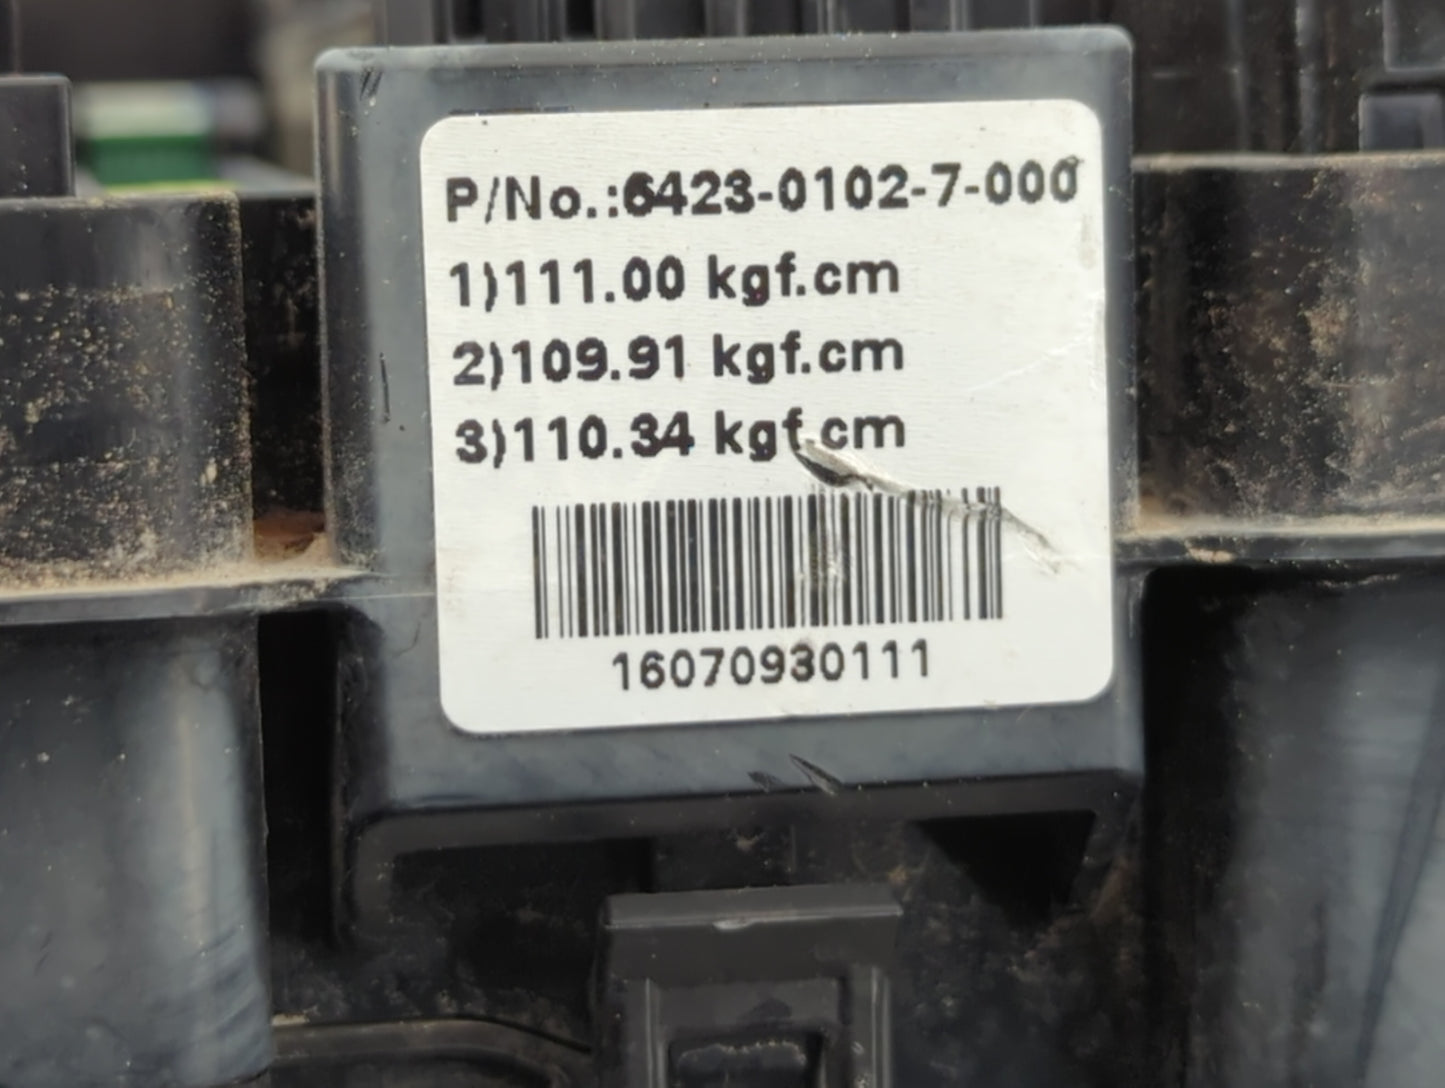 P/No.:6423-0102-7-000
1)111.00 kgf.cm
2)109.91 kgf.cm
3)110.34 kgf.cm
16070930111